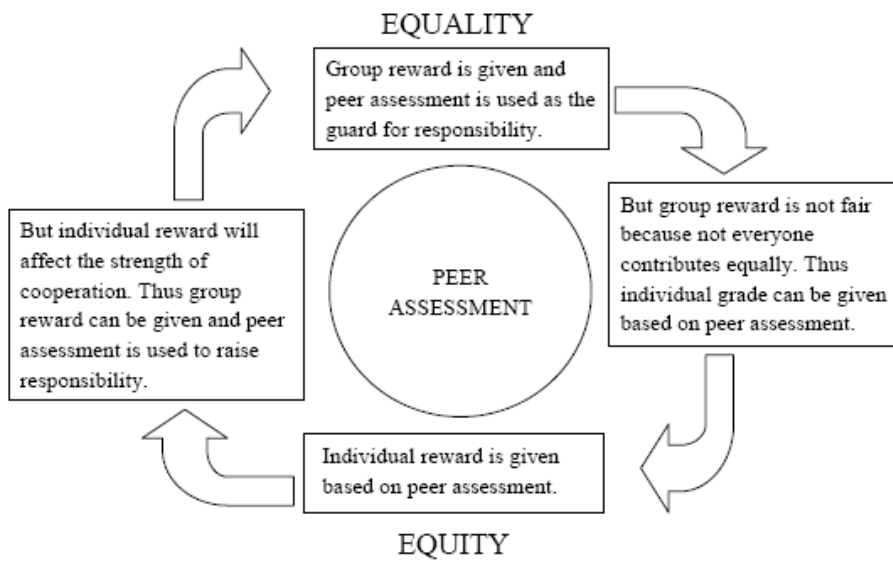 EQUALITY
Group reward is given and
peer assessment is used as the
guard for responsibility.
But group reward is not fair
because not everyone
contributes equally. Thus
individual grade can be given
based on peer assessment.
But individual reward will
affect the strength of
cooperation. Thus group
reward can be given and peer
assessment is used to raise
responsibility.
PEER
ASSESSMENT
Individual reward is given
based on peer assessment.
EQUITY